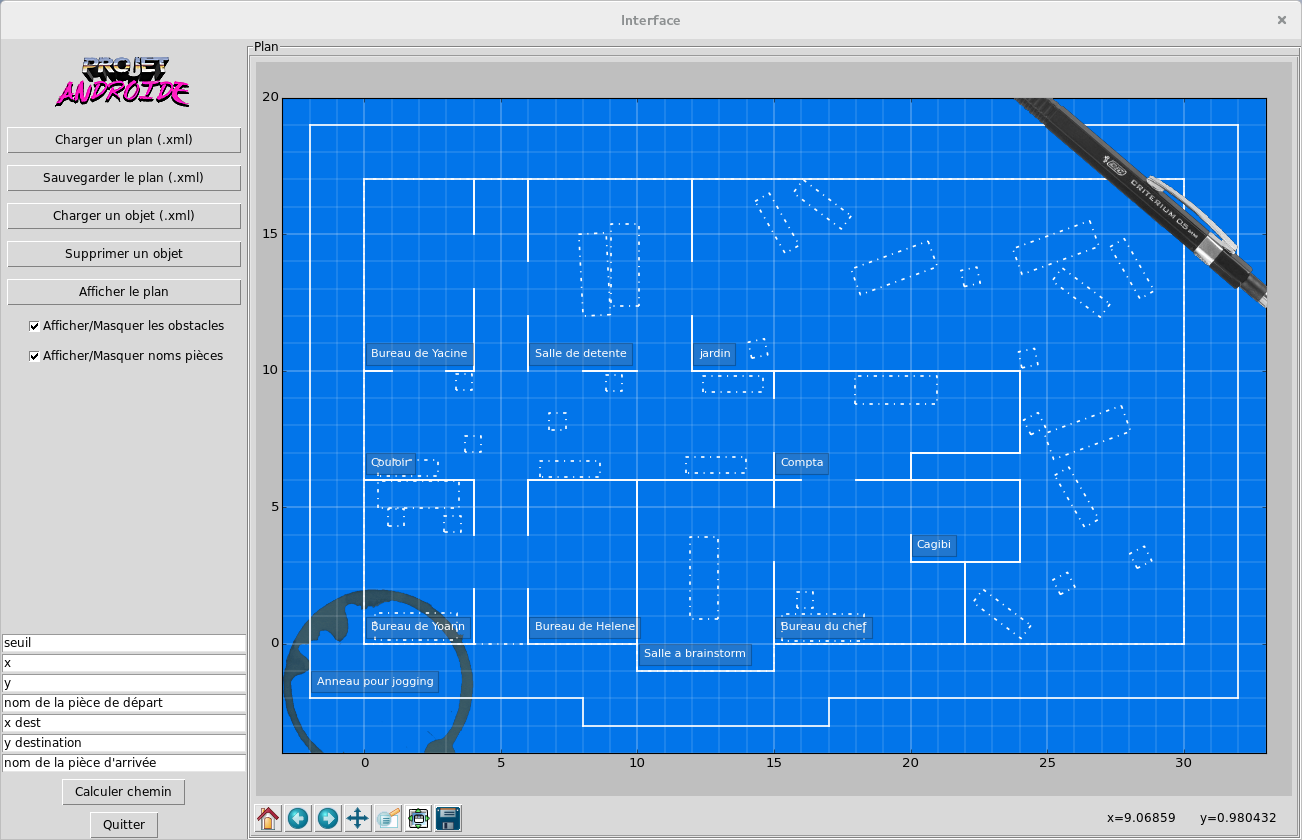 Interface
PROJET
ANDROIDE
Charger un plan (.xml)
Sauvegarder le plan (.xml)
Charger un objet (.xml)
Supprimer un objet
Afficher le plan
Afficher/Masquer les obstacles
Afficher/Masquer noms pièces
seuil
x
y
nom de la pièce de départ
x dest
y destination
nom de la pièce d'arrivée
Calculer chemin
Quitter
Plan
20
15
10
5
0
BIC
CRITERIUM 0.5 mm
Bureau de Yacine
Salle de detente
jardin
Couloir
Compta
Cagibi
Bureau de Yoann
Bureau de Helene
Bureau du chef
Salle a brainstorm
Anneau pour jogging
0 5 10 15 20 25 30
x=9.06859 y=0.980432